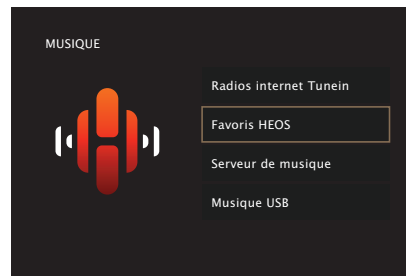 MUSIQUE
Radios internet Tunein
Favoris HEOS
Serveur de musique
Musique USB